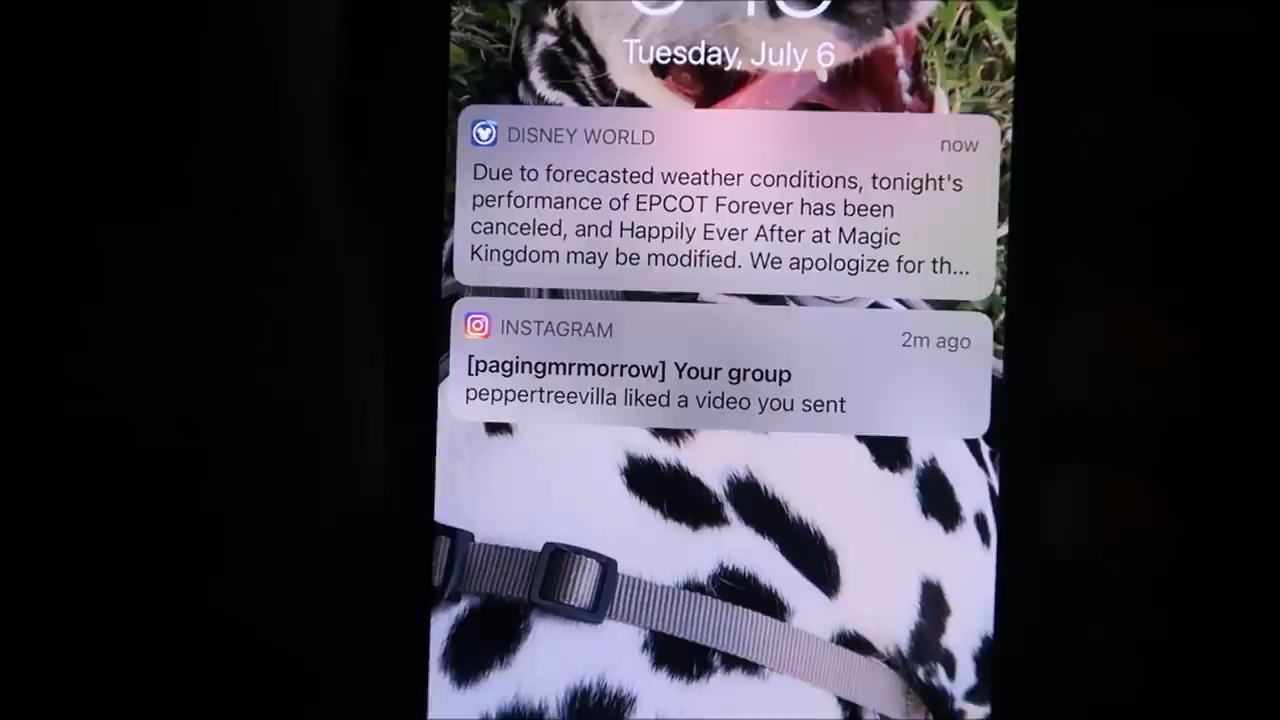 Tuesday, July 6
DISNEY WORLD
now
Due to forecasted weather conditions, tonight's
performance of EPCOT Forever has been
canceled, and Happily Ever After at Magic
Kingdom may be modified. We apologize for th...
INSTAGRAM
2m ago
[pagingmrmorrow] Your group
peppertreevilla liked a video you sent